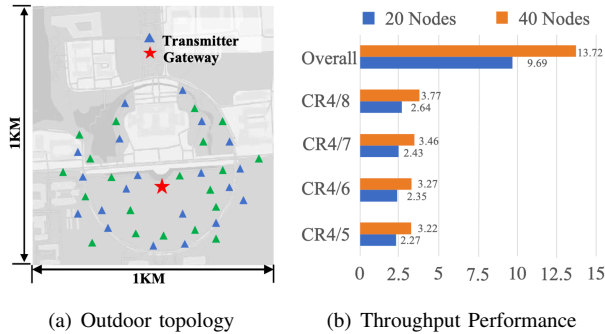 Transmitter
Gateway
1KM
1KM
(a) Outdoor topology
20 Nodes
40 Nodes
Overall
13.72
9.69
CR4/8
3.77
2.64
CR4/7
3.46
2.43
CR4/6
3.27
2.35
CR4/5
3.22
2.27
0 2.5 5 7.5 10 12.5 15
(b) Throughput Performance